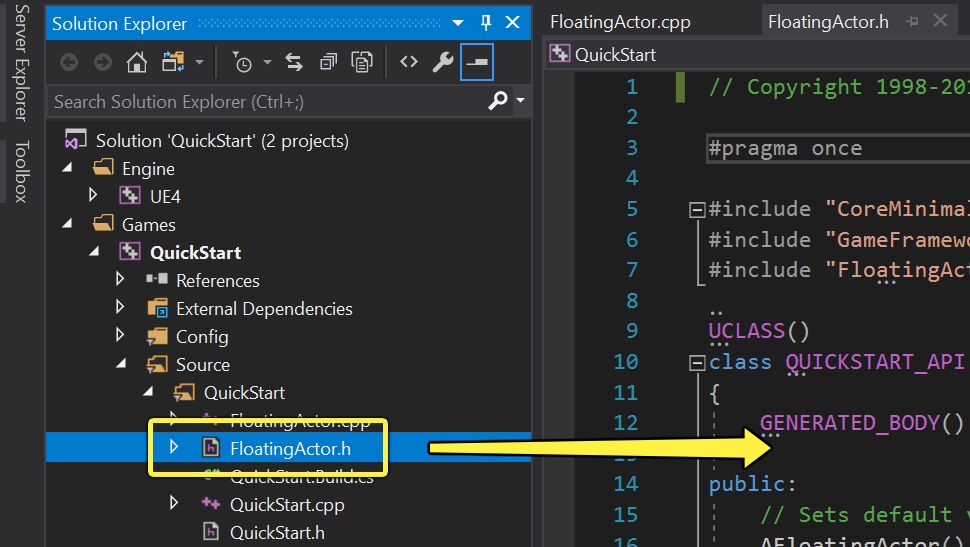 Server Explorer
Toolbox
Solution Explorer
Search Solution Explorer (Ctrl+;)
Solution 'QuickStart' (2 projects)
Engine
UE4
Games
QuickStart
References
External Dependencies
Config
Source
QuickStart
FloatingActor.cpp
FloatingActor.h
QuickStart.Build.cs
QuickStart.cpp
QuickStart.h
FloatingActor.cpp
FloatingActor.h
QuickStart
1 // Copyright 1998-201
2
3 #pragma once
4
5 #include "CoreMinimal
6 #include "GameFramewo
7 #include "FloatingAct
8
9 UCLASS()
10 class QUICKSTART_API
11 {
12 GENERATED_BODY()
14 public:
15 // Sets default v
16 AFloatingActor()